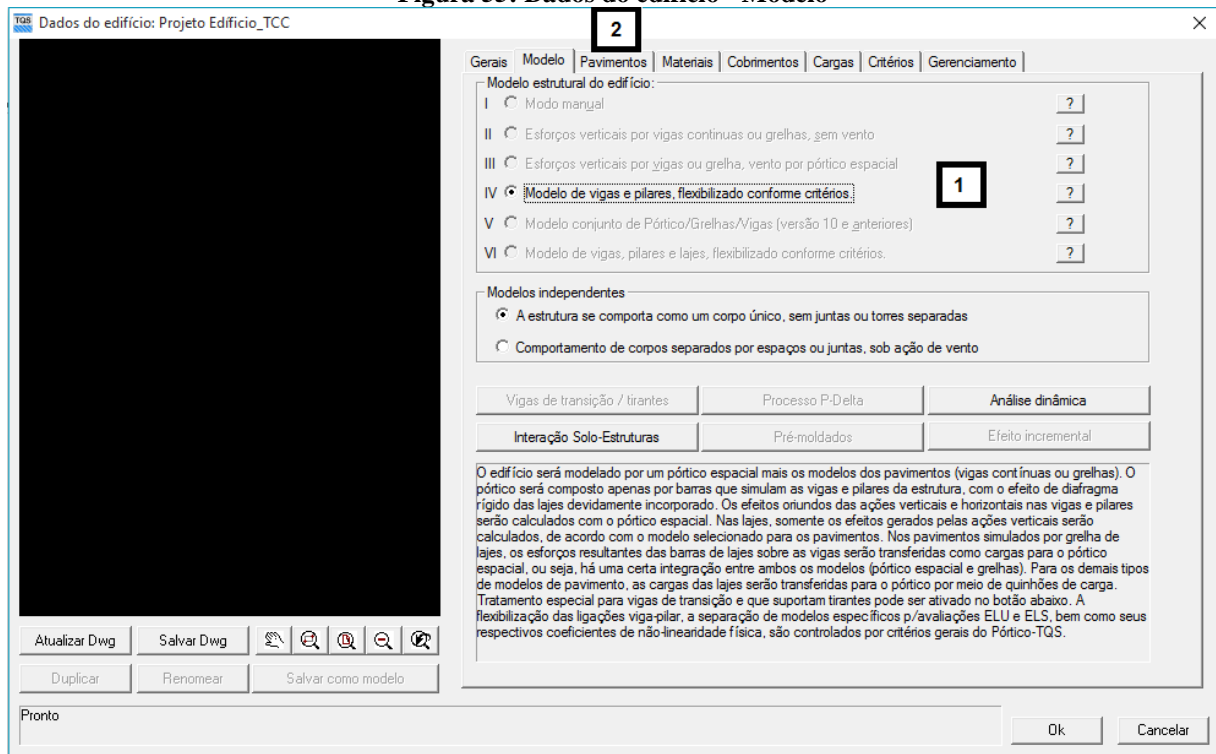 Figura 35: Dados do edifício - Modelo
TQS Dados do edifício: Projeto Edíficio_TCC
2
Gerais Modelo Pavimentos Materiais Cobrimentos Cargas Critérios Gerenciamento
Modelo estrutural do edifício:
I Modo manual ?
II Esforços verticais por vigas contínuas ou grelhas, sem vento ?
III Esforços verticais por vigas ou grelha, vento por pórtico espacial ?
IV Modelo de vigas e pilares, flexibilizado conforme critérios. 1 ?
V Modelo conjunto de Pórtico/Grelhas/Vigas (versão 10 e anteriores) ?
VI Modelo de vigas, pilares e lajes, flexibilizado conforme critérios. ?
Modelos independentes
A estrutura se comporta como um corpo único, sem juntas ou torres separadas
Comportamento de corpos separados por espaços ou juntas, sob ação de vento
Vigas de transição / tirantes Processo P-Delta Análise dinâmica
Interação Solo-Estruturas Pré-moldados Efeito incremental
O edifício será modelado por um pórtico espacial mais os modelos dos pavimentos (vigas contínuas ou grelhas). O
pórtico será composto apenas por barras que simulam as vigas e pilares da estrutura, com o efeito de diafragma
rígido das lajes devidamente incorporado. Os efeitos oriundos das ações verticais e horizontais nas vigas e pilares
serão calculados com o pórtico espacial. Nas lajes, somente os efeitos gerados pelas ações verticais serão
calculados, de acordo com o modelo selecionado para os pavimentos. Nos pavimentos simulados por grelha de
lajes, os esforços resultantes das barras de lajes sobre as vigas serão transferidas como cargas para o pórtico
espacial, ou seja, há uma certa integração entre ambos os modelos (pórtico espacial e grelhas). Para os demais tipos
de modelos de pavimento, as cargas das lajes serão transferidas para o pórtico por meio de quinhões de carga.
Tratamento especial para vigas de transição e que suportam tirantes pode ser ativado no botão abaixo. A
flexibilização das ligações viga-pilar, a separação de modelos específicos p/avaliações ELU e ELS, bem como seus
respectivos coeficientes de não-linearidade física, são controlados por critérios gerais do Pórtico-TQS.
Atualizar Dwg Salvar Dwg
Duplicar Renomear Salvar como modelo
Pronto
Ok Cancelar